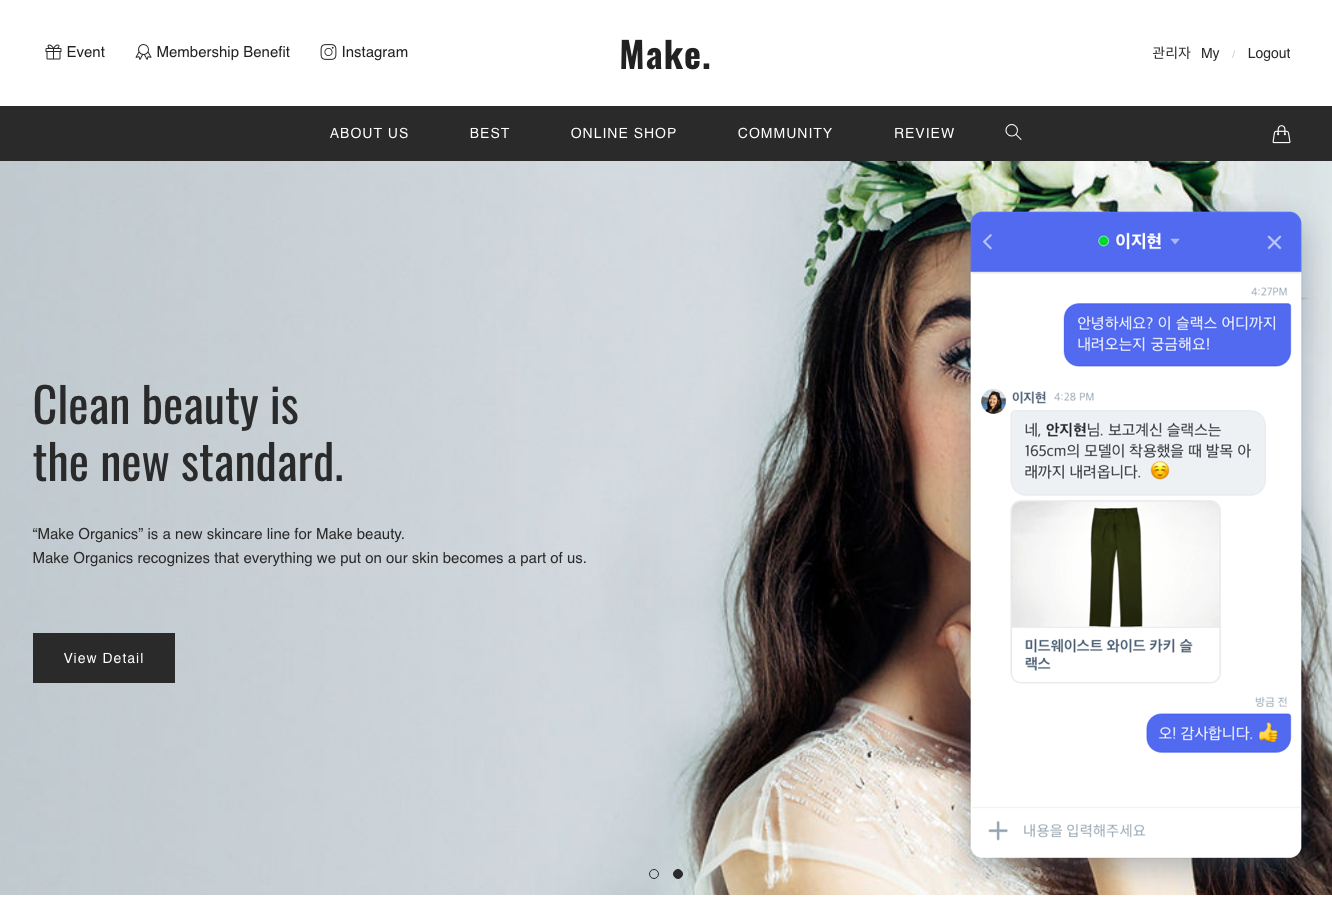 Event
Membership Benefit
Instagram
Make.
관리자 My / Logout
ABOUT US
BEST
ONLINE SHOP
COMMUNITY
REVIEW
Clean beauty is
the new standard.
“Make Organics” is a new skincare line for Make beauty.
Make Organics recognizes that everything we put on our skin becomes a part of us.
View Detail
이지현
4:27PM
안녕하세요? 이 슬랙스 어디까지
내려오는지 궁금해요!
이지현 4:28 PM
네, 안지현님. 보고계신 슬랙스는
165cm의 모델이 착용했을 때 발목 아
래까지 내려옵니다. ☺️
미드웨이스트 와이드 카키 슬
랙스
방금 전
오! 감사합니다. 👍
내용을 입력해주세요